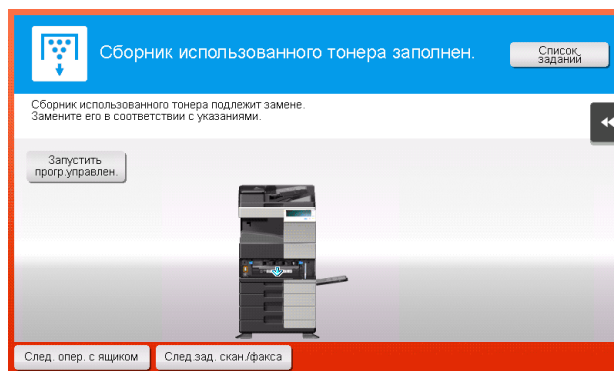 Сборник использованного тонера заполнен.
Список
заданий
Сборник использованного тонера подлежит замене.
Замените его в соответствии с указаниями.
Запустить
прогр.управлен.
След. опер. с ящиком
След.зад. скан./факса